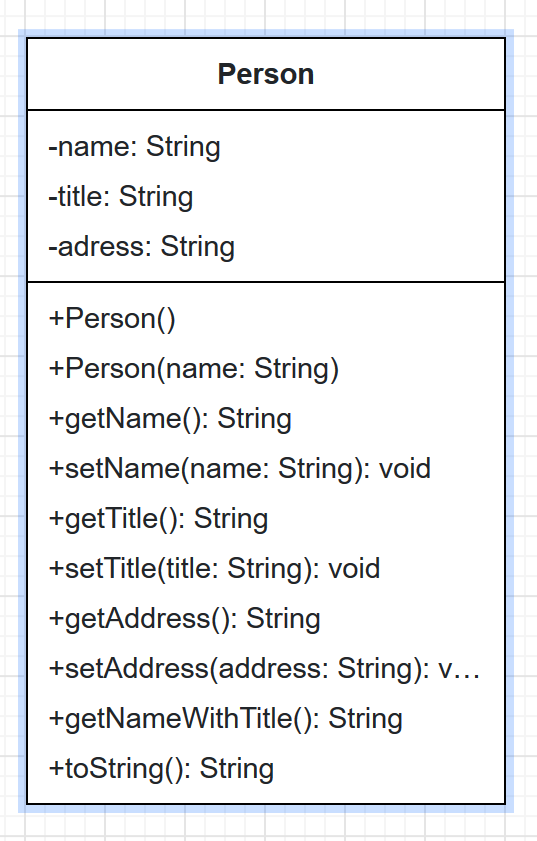 Person
-name: String
-title: String
-adress: String
+Person()
+Person(name: String)
+getName(): String
+setName(name: String): void
+getTitle(): String
+setTitle(title: String): void
+getAddress(): String
+setAddress(address: String): v…
+getNameWithTitle(): String
+toString(): String